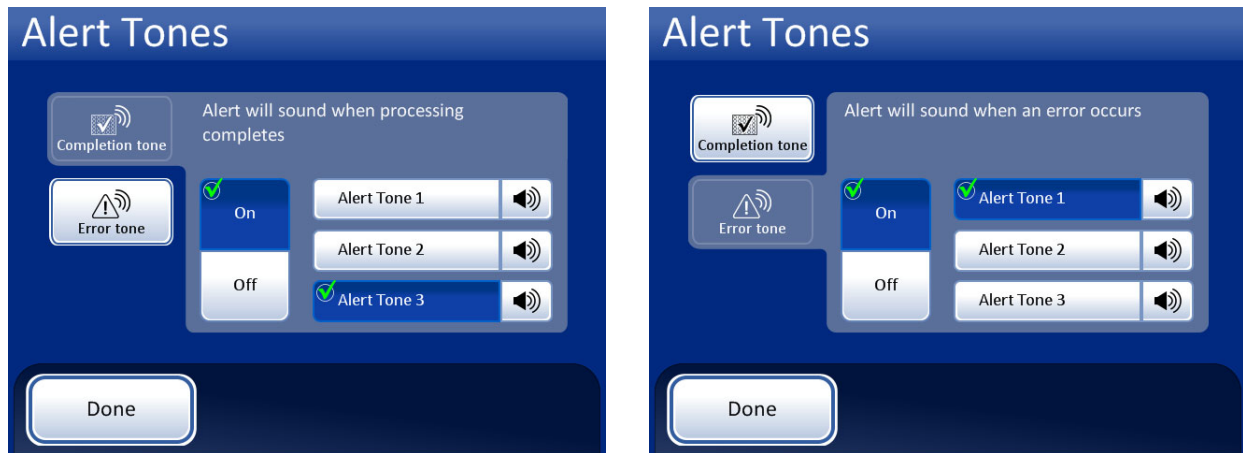 Alert Tones
Completion tone
Alert will sound when processing
completes
Error tone
On
Off
Alert Tone 1
Alert Tone 2
Alert Tone 3
Done
Alert Tones
Completion tone
Alert will sound when an error occurs
Error tone
On
Off
Alert Tone 1
Alert Tone 2
Alert Tone 3
Done